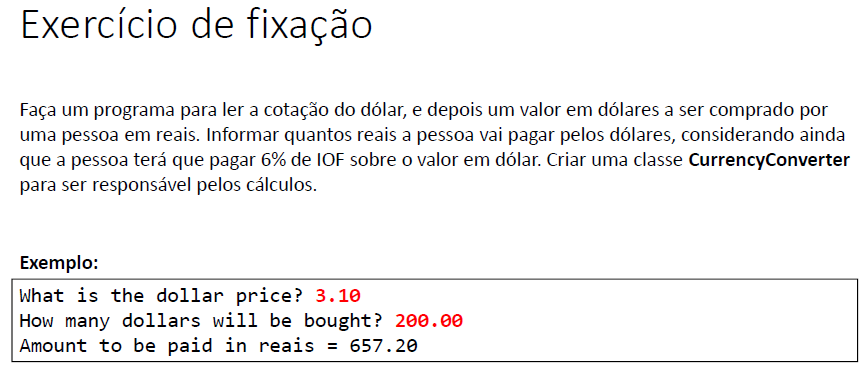 Exercício de fixação
Faça um programa para ler a cotação do dólar, e depois um valor em dólares a ser comprado por
uma pessoa em reais. Informar quantos reais a pessoa vai pagar pelos dólares, considerando ainda
que a pessoa terá que pagar 6% de IOF sobre o valor em dólar. Criar uma classe CurrencyConverter
para ser responsável pelos cálculos.
Exemplo:
What is the dollar price? 3.10
How many dollars will be bought? 200.00
Amount to be paid in reais = 657.20